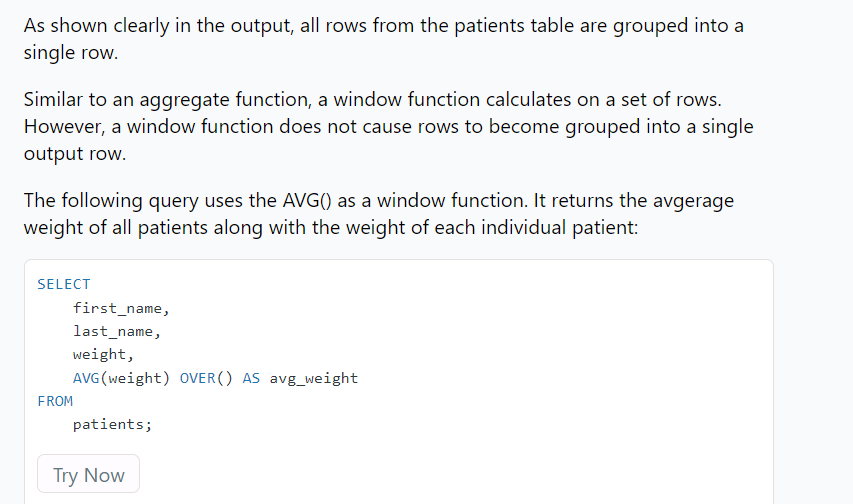 As shown clearly in the output, all rows from the patients table are grouped into a
single row.
Similar to an aggregate function, a window function calculates on a set of rows.
However, a window function does not cause rows to become grouped into a single
output row.
The following query uses the AVG() as a window function. It returns the avgerage
weight of all patients along with the weight of each individual patient:
SELECT
    first_name,
    last_name,
    weight,
    AVG(weight) OVER() AS avg_weight
FROM
    patients;
Try Now